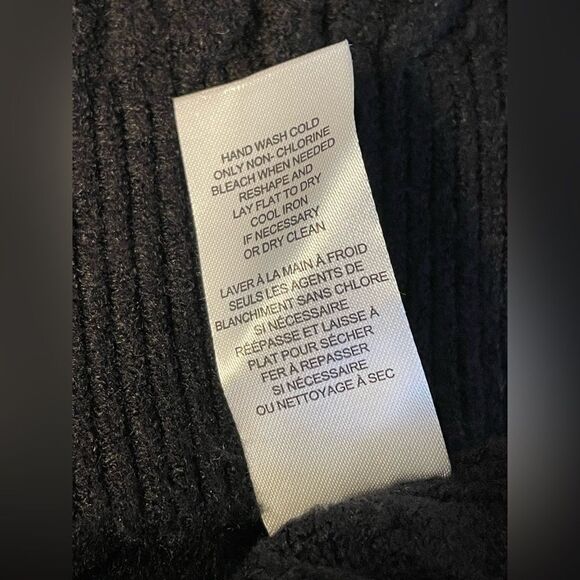 HAND WASH COLD
ONLY NON- CHLORINE
BLEACH WHEN NEEDED
RESHAPE AND
LAY FLAT TO DRY
COOL IRON
IF NECESSARY
OR DRY CLEAN
LAVER À LA MAIN À FROID
SEULS LES AGENTS DE
BLANCHIMENT SANS CHLORE
SI NÉCESSAIRE
RÉÉPASSE ET LAISSE À
PLAT POUR SÉCHER
FER À REPASSER
SI NÉCESSAIRE
OU NETTOYAGE À SEC